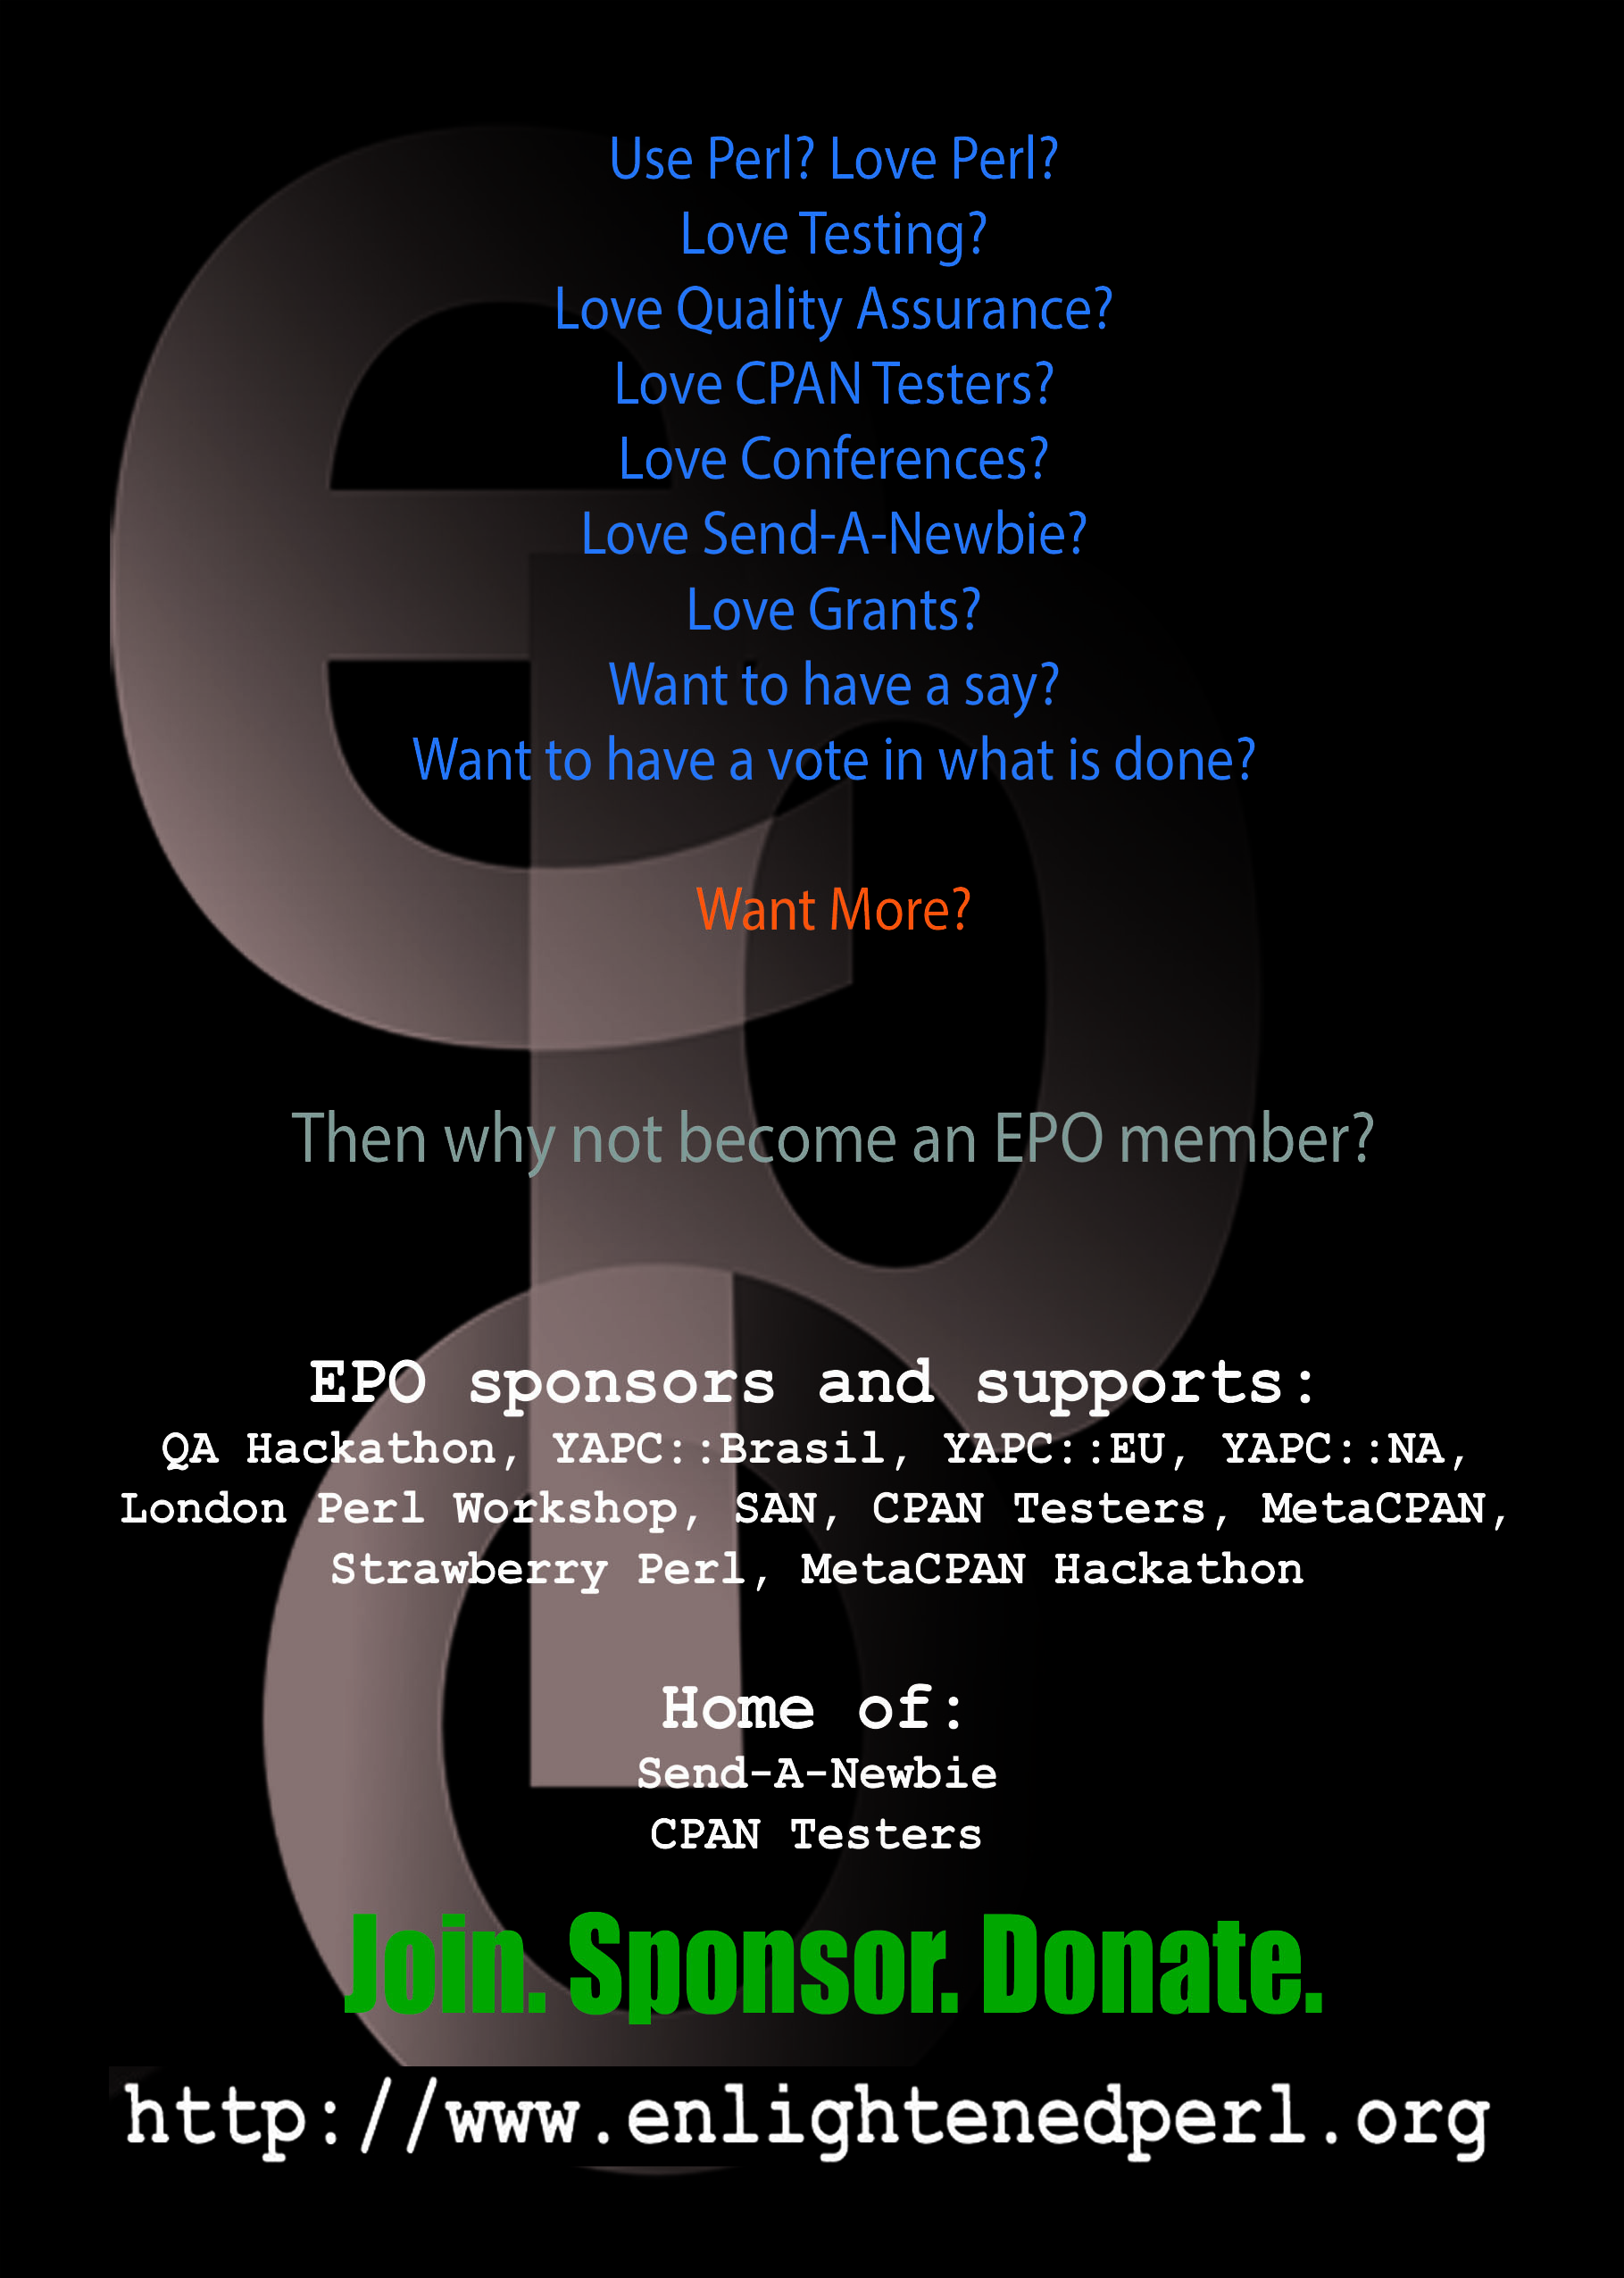 Use Perl? Love Perl?
Love Testing?
Love Quality Assurance?
Love CPAN Testers?
Love Conferences?
Love Send-A-Newbie?
Love Grants?
Want to have a say?
Want to have a vote in what is done?
Want More?
Then why not become an EPO member?
EPO sponsors and supports:
QA Hackathon, YAPC::Brasil, YAPC::EU, YAPC::NA,
London Perl Workshop, SAN, CPAN Testers, MetaCPAN,
Strawberry Perl, MetaCPAN Hackathon
Home of:
Send-A-Newbie
CPAN Testers
Join. Sponsor. Donate.
http://www.enlightenedperl.org
epo